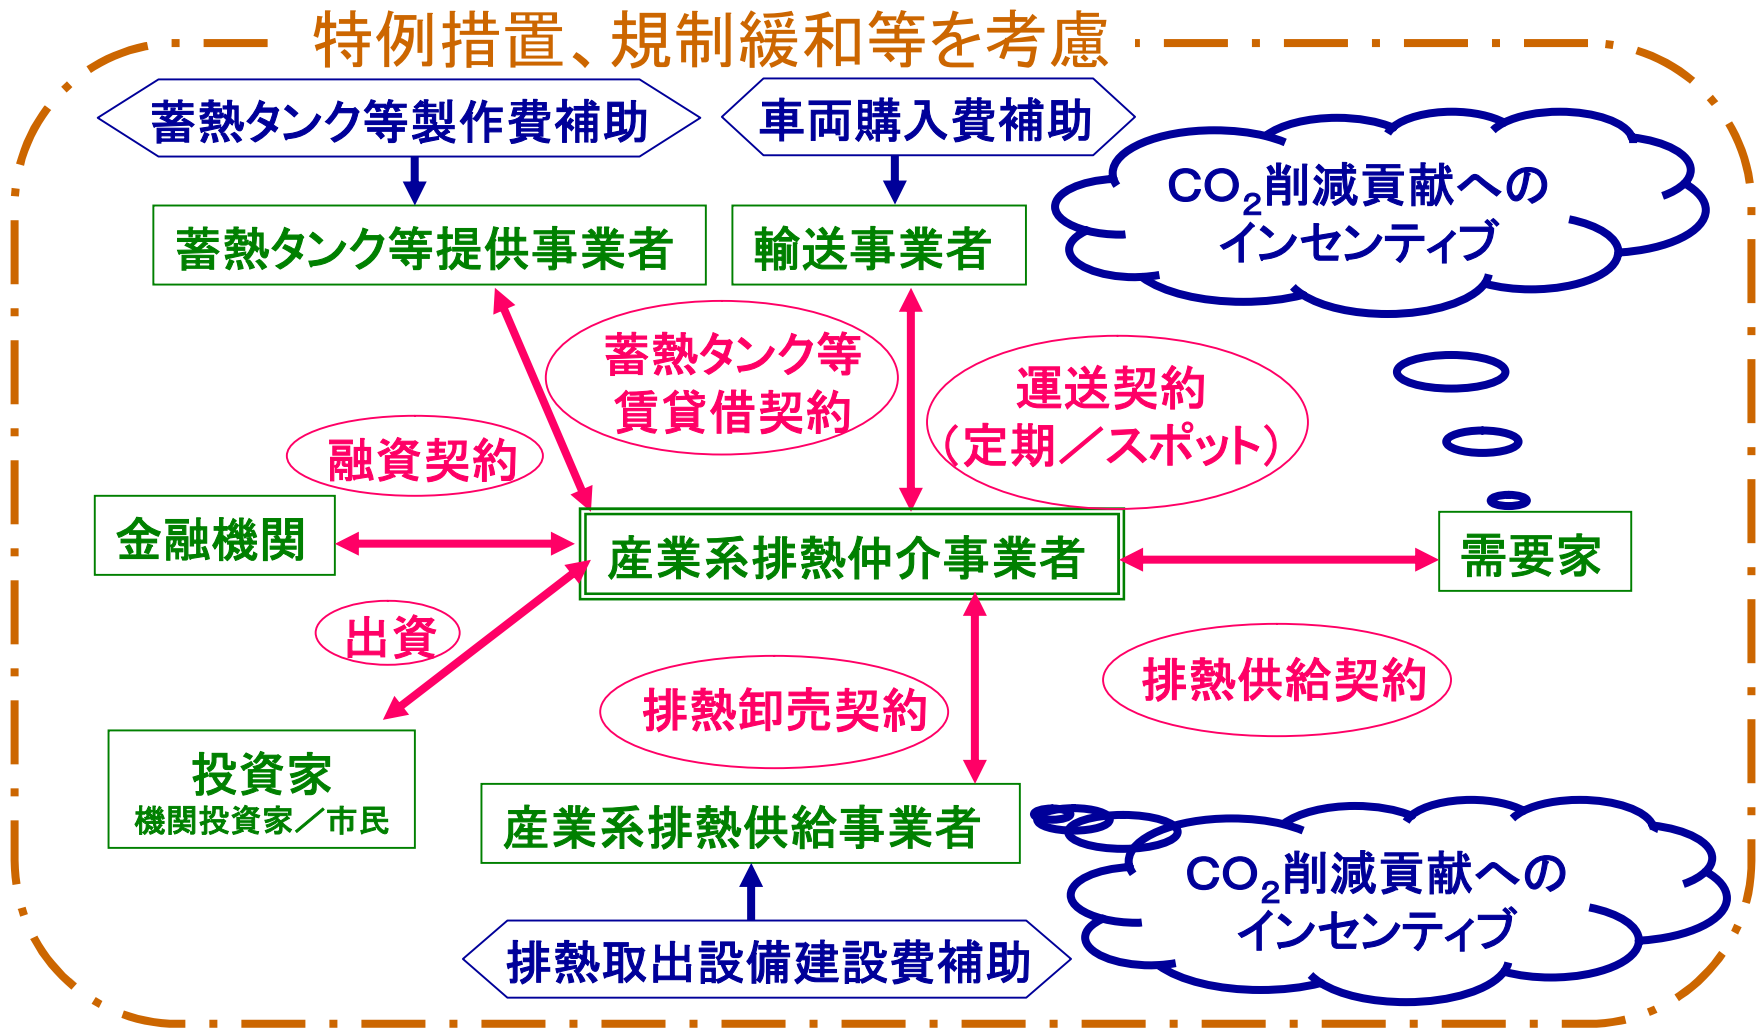 特例措置、規制緩和等を考慮
蓄熱タンク等製作費補助
車両購入費補助
CO2削減貢献への
インセンティブ
蓄熱タンク等提供事業者
輸送事業者
蓄熱タンク等
賃貸借契約
運送契約
（定期／スポット）
融資契約
金融機関
産業系排熱仲介事業者
需要家
出資
排熱供給契約
排熱卸売契約
投資家
機関投資家／市民
産業系排熱供給事業者
CO2削減貢献への
インセンティブ
排熱取出設備建設費補助